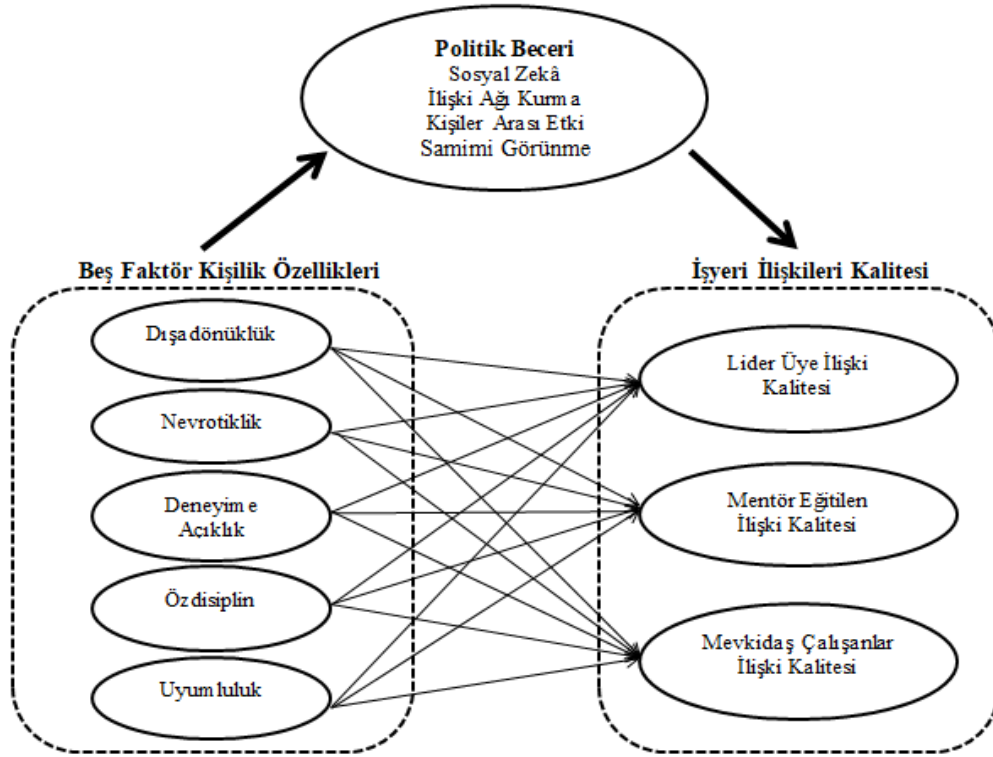 Politik Beceri
Sosyal Zekâ
İlişki Ağı Kurma
Kişiler Arası Etki
Samimi Görünme
Beş Faktör Kişilik Özellikleri
Dışadönüklük
Nevrotiklik
Deneyime
Açıklık
Özdisiplin
Uyumluluk
İşyeri İlişkileri Kalitesi
Lider Üye İlişki
Kalitesi
Mentör Eğitilen
İlişki Kalitesi
Mevkidaş Çalışanlar
İlişki Kalitesi